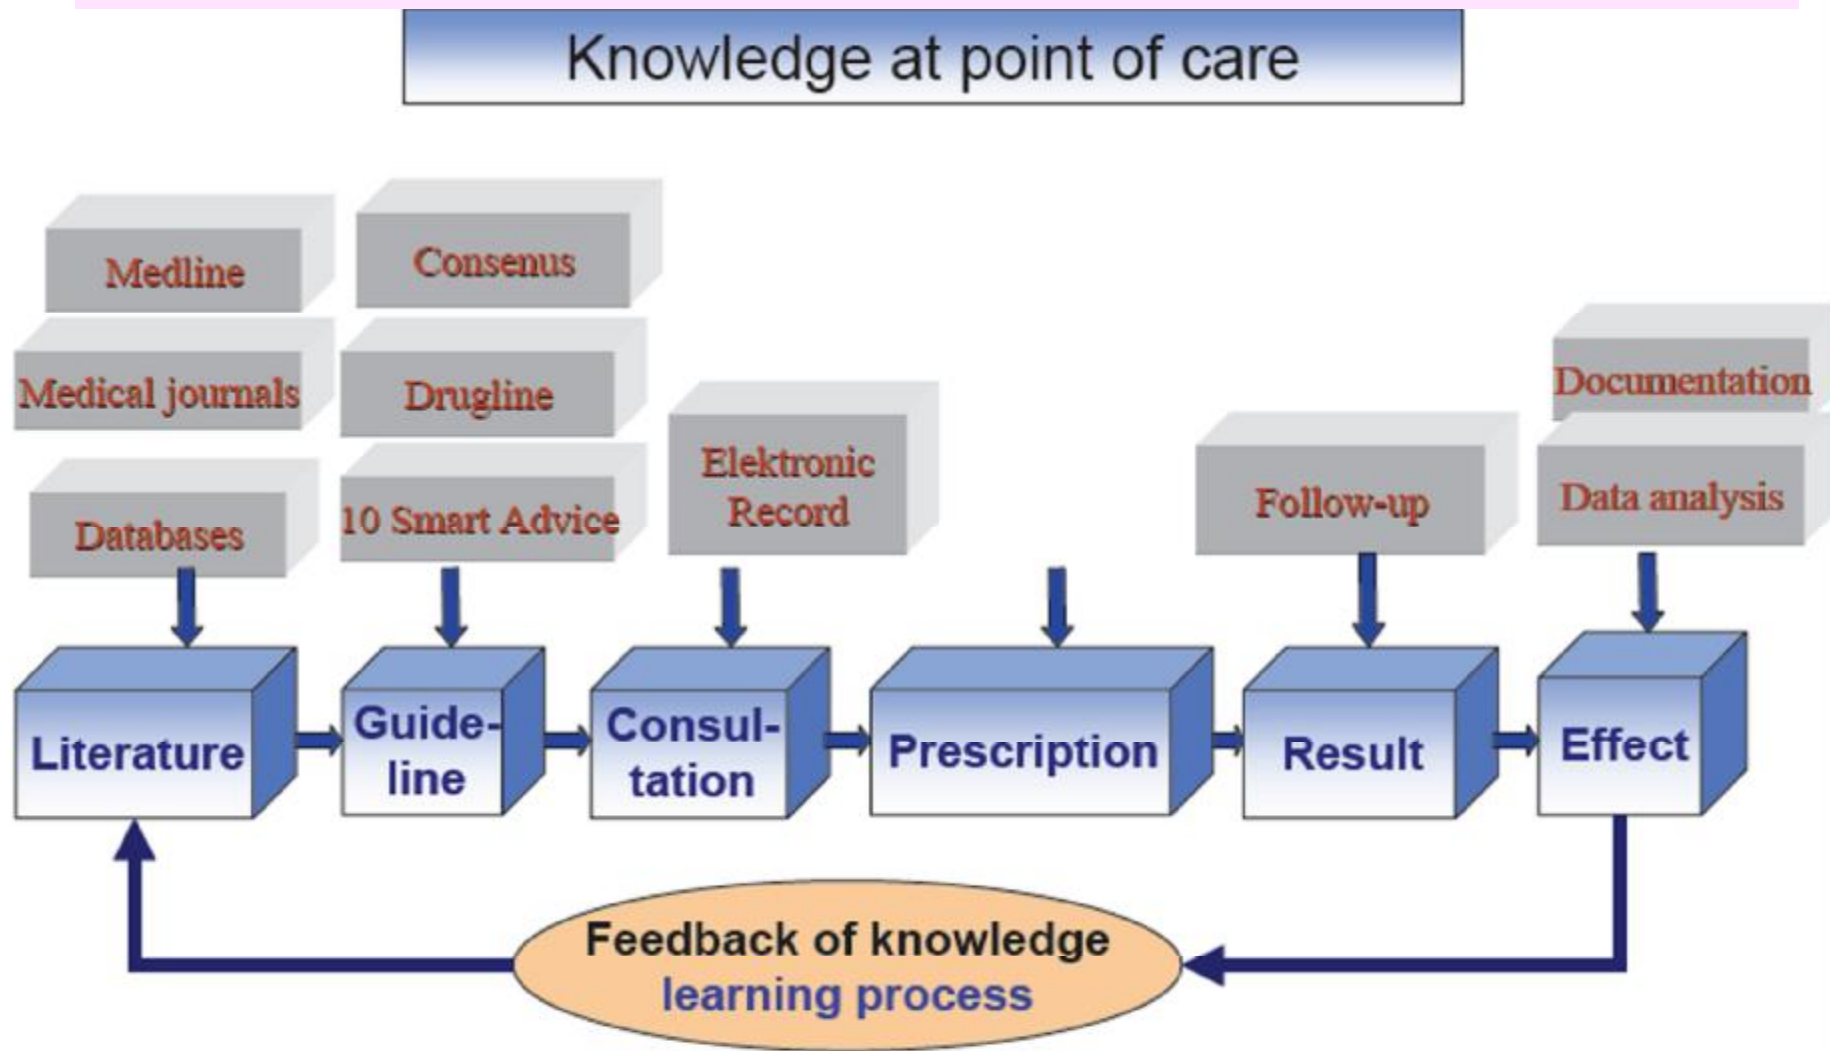 Knowledge at point of care
Medline
Consenus
Medical journals
Drugline
Documentation
Databases
10 Smart Advice
Elektronic
Record
Follow-up
Data analysis
Literature
Guide-
line
Consul-
tation
Prescription
Result
Effect
Feedback of knowledge
learning process